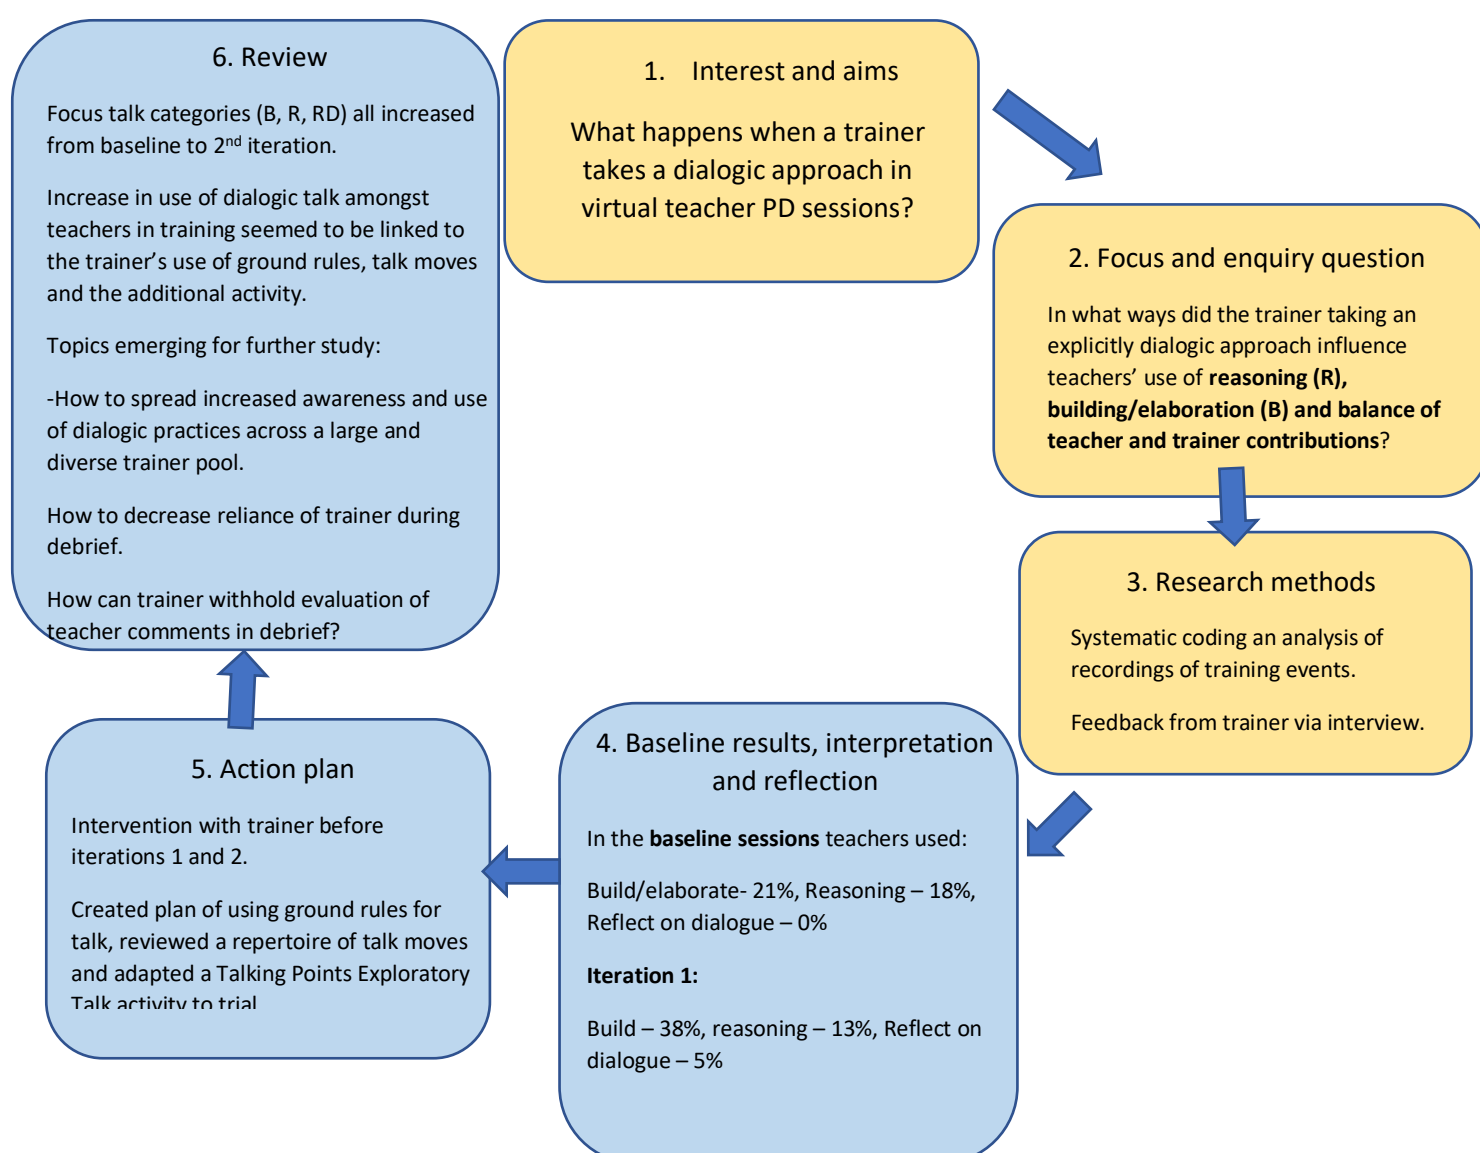 1. Interest and aims
What happens when a trainer
takes a dialogic approach in
virtual teacher PD sessions?
2. Focus and enquiry question
In what ways did the trainer taking an
explicitly dialogic approach influence
teachers’ use of reasoning (R),
building/elaboration (B) and balance of
teacher and trainer contributions?
3. Research methods
Systematic coding an analysis of
recordings of training events.
Feedback from trainer via interview.
4. Baseline results, interpretation
and reflection
In the baseline sessions teachers used:
Build/elaborate- 21%, Reasoning – 18%,
Reflect on dialogue – 0%
Iteration 1:
Build – 38%, reasoning – 13%, Reflect on
dialogue – 5%
5. Action plan
Intervention with trainer before
iterations 1 and 2.
Created plan of using ground rules for
talk, reviewed a repertoire of talk moves
and adapted a Talking Points Exploratory
Talk activity to trial
6. Review
Focus talk categories (B, R, RD) all increased
from baseline to 2nd iteration.
Increase in use of dialogic talk amongst
teachers in training seemed to be linked to
the trainer’s use of ground rules, talk moves
and the additional activity.
Topics emerging for further study:
-How to spread increased awareness and use
of dialogic practices across a large and
diverse trainer pool.
How to decrease reliance of trainer during
debrief.
How can trainer withhold evaluation of
teacher comments in debrief?